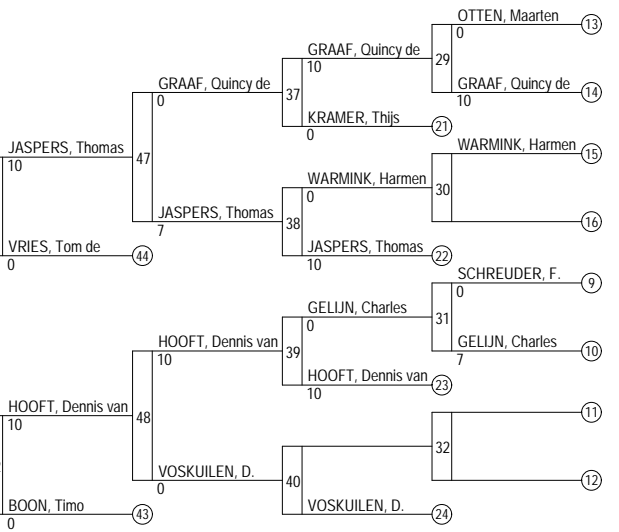 OTTEN, Maarten 13
0
GRAAF, Quincy de
10
29
GRAAF, Quincy de 14
10
GRAAF, Quincy de
0
37
KRAMER, Thijs 21
0
JASPERS, Thomas
10
47
WARMINK, Harmen 15
WARMINK, Harmen
0
30
16
JASPERS, Thomas
7
38
JASPERS, Thomas 22
10
VRIES, Tom de 44
0
SCHREUDER, F. 9
0
GELIJN, Charles
0
31
GELIJN, Charles 10
7
HOOFT, Dennis van
10
39
HOOFT, Dennis van 23
10
HOOFT, Dennis van
10
48
11
32
12
VOSKUILEN, D.
0
40
VOSKUILEN, D. 24
BOON, Timo 43
0